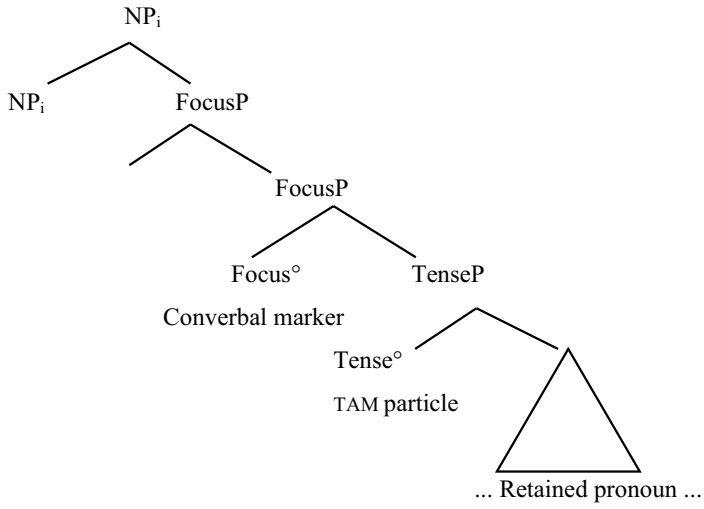 NPi
NPi FocusP
FocusP
Focus° TenseP
Converbal marker
Tense°
TAM particle
... Retained pronoun ...